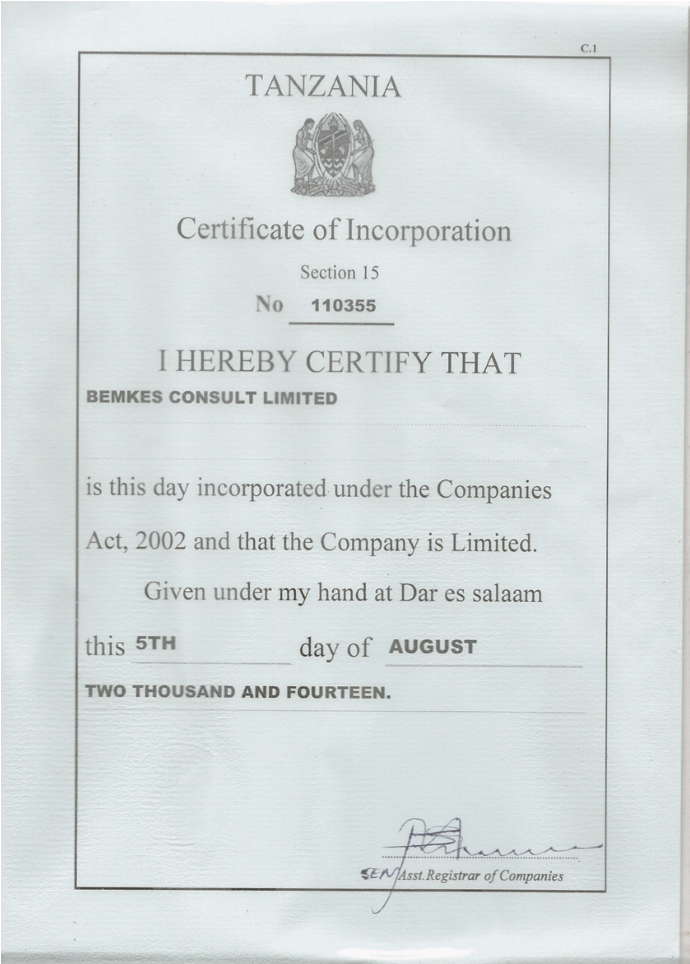 C.1
TANZANIA
Certificate of Incorporation
Section 15
No 110355
I HEREBY CERTIFY THAT
BEMKES CONSULT LIMITED
is this day incorporated under the Companies
Act, 2002 and that the Company is Limited.
Given under my hand at Dar es salaam
this 5TH day of AUGUST
TWO THOUSAND AND FOURTEEN.
SEN Asst. Registrar of Companies